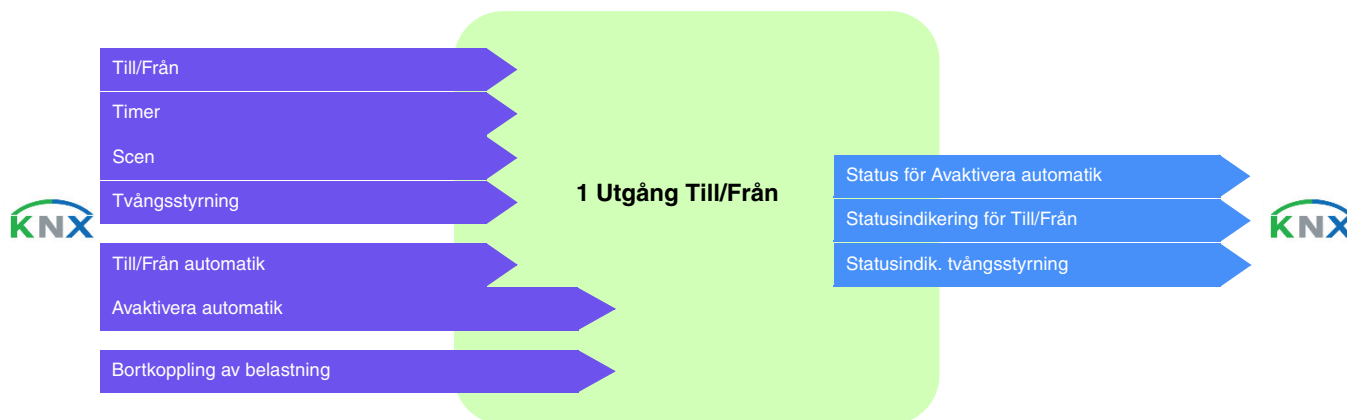 Till/Från
Timer
Scen
Tvångsstyrning
KNX
Till/Från automatik
Avaktivera automatik
Bortkoppling av belastning
1 Utgång Till/Från
Status för Avaktivera automatik
Statusindikering för Till/Från
Statusindik. tvångsstyrning
KNX